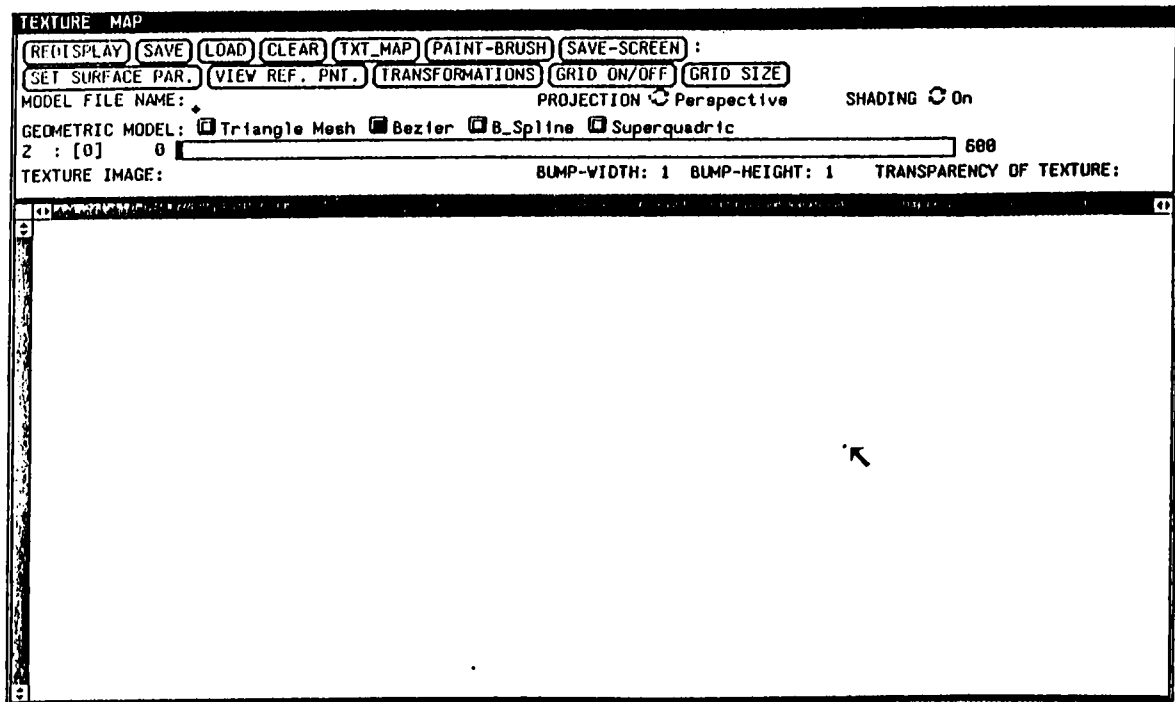 TEXTURE MAP
REDISPLAY SAVE LOAD CLEAR TXT_MAP PAINT-BRUSH SAVE-SCREEN :
SET SURFACE PAR. VIEW REF. PNT. TRANSFORMATIONS GRID ON/OFF GRID SIZE
MODEL FILE NAME: PROJECTION Perspective SHADING On
GEOMETRIC MODEL: Triangle Mesh Bezier B_Spline Superquadric
Z : [0] 0 600
TEXTURE IMAGE: BUMP-WIDTH: 1 BUMP-HEIGHT: 1 TRANSPARENCY OF TEXTURE: